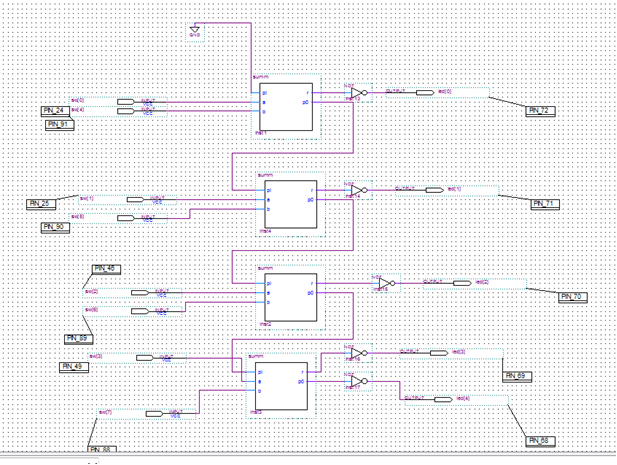 GND
summ
pi
a
b
r
p0
inst1
NOT
inst13
sw[0]
INPUT
VCC
sw[4]
INPUT
VCC
PIN_24
PIN_91
OUTPUT
led[0]
PIN_72
summ
pi
a
b
r
p0
inst4
NOT
inst14
PIN_25
sw[1]
INPUT
VCC
sw[5]
INPUT
VCC
PIN_90
OUTPUT
led[1]
PIN_71
PIN_46
summ
pi
a
b
r
p0
inst2
NOT
sw[2]
INPUT
VCC
sw[6]
INPUT
VCC
PIN_89
OUTPUT
led[2]
PIN_70
sw[3]
INPUT
VCC
PIN_49
summ
pi
a
b
r
p0
inst3
NOT
inst16
NOT
inst17
OUTPUT
led[3]
PIN_69
OUTPUT
led[4]
PIN_68
sw[7]
INPUT
VCC
PIN_88